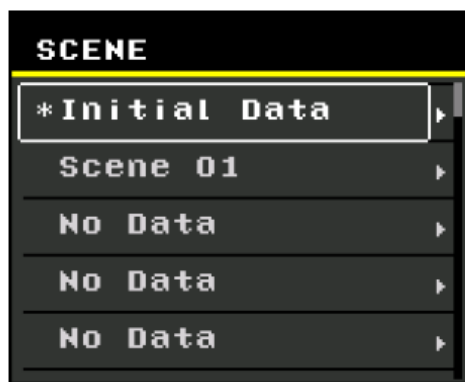 SCENE
*Initial Data
Scene 01
No Data
No Data
No Data